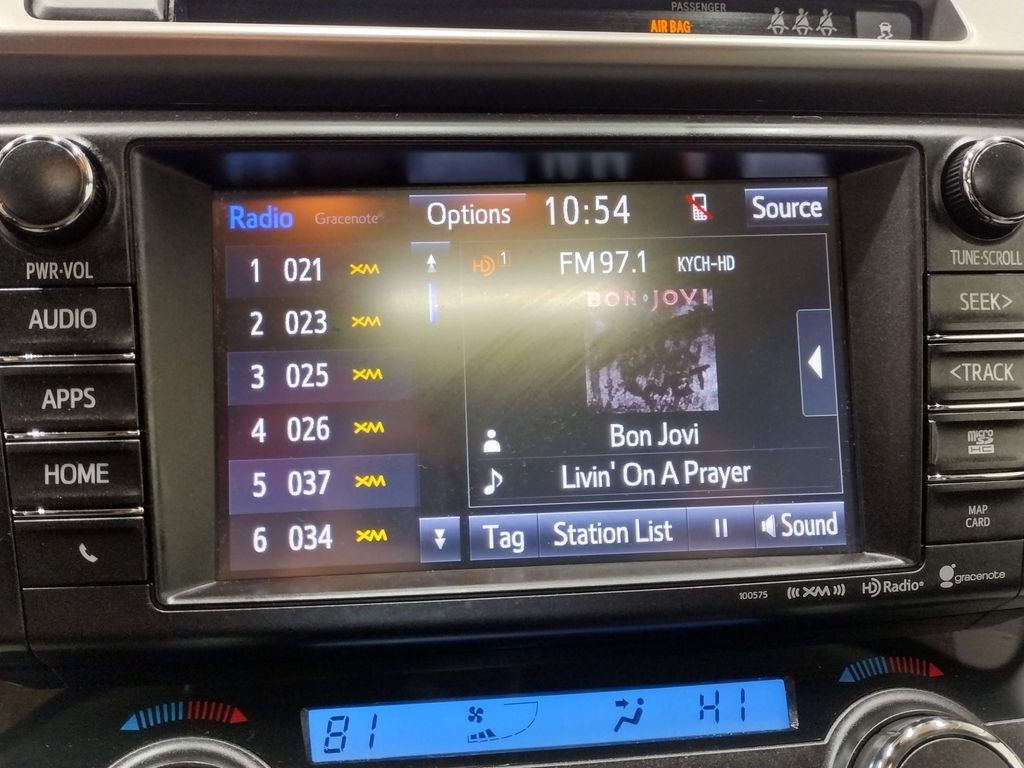 PASSENGER
AIR BAG
PWR·VOL
AUDIO
APPS
HOME
Radio Gracenote® Options 10:54 Source
1 021 XM
2 023 XM
3 025 XM
4 026 XM
5 037 XM
6 034 XM
HD 1 FM 97.1 KYCH-HD
BON JOVI
Bon Jovi
Livin' On A Prayer
Tag Station List Sound
TUNE·SCROLL
SEEK>
<TRACK
micro SD HC
MAP CARD
100575 ((( XM ))) HD Radio® gracenote
81 HI